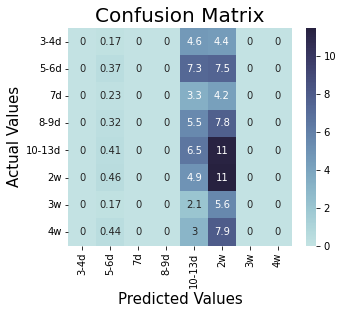 Confusion Matrix
3-4d 0 0.17 0 0 4.6 4.4 0 0
5-6d 0 0.37 0 0 7.3 7.5 0 0
7d 0 0.23 0 0 3.3 4.2 0 0
8-9d 0 0.32 0 0 5.5 7.8 0 0
10-13d 0 0.41 0 0 6.5 11 0 0
2w 0 0.46 0 0 4.9 11 0 0
3w 0 0.17 0 0 2.1 5.6 0 0
4w 0 0.44 0 0 3 7.9 0 0
3-4d 5-6d 7d 8-9d 10-13d 2w 3w 4w
Predicted Values
Actual Values
10
8
6
4
2
0